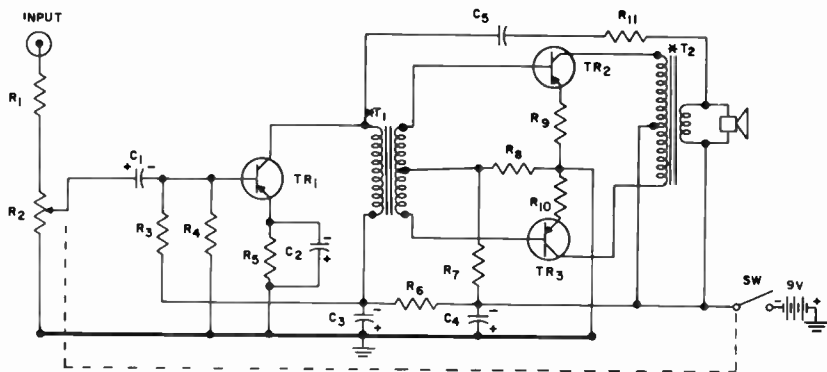 INPUT
R1
R2
C1
+ -
R3
R4
TR1
R5
C2
-
+
*T1
C5
R11
TR2
*T2
R9
R8
R10
TR3
R7
R6
C3
-
+
C4
-
+
SW
9V
- +